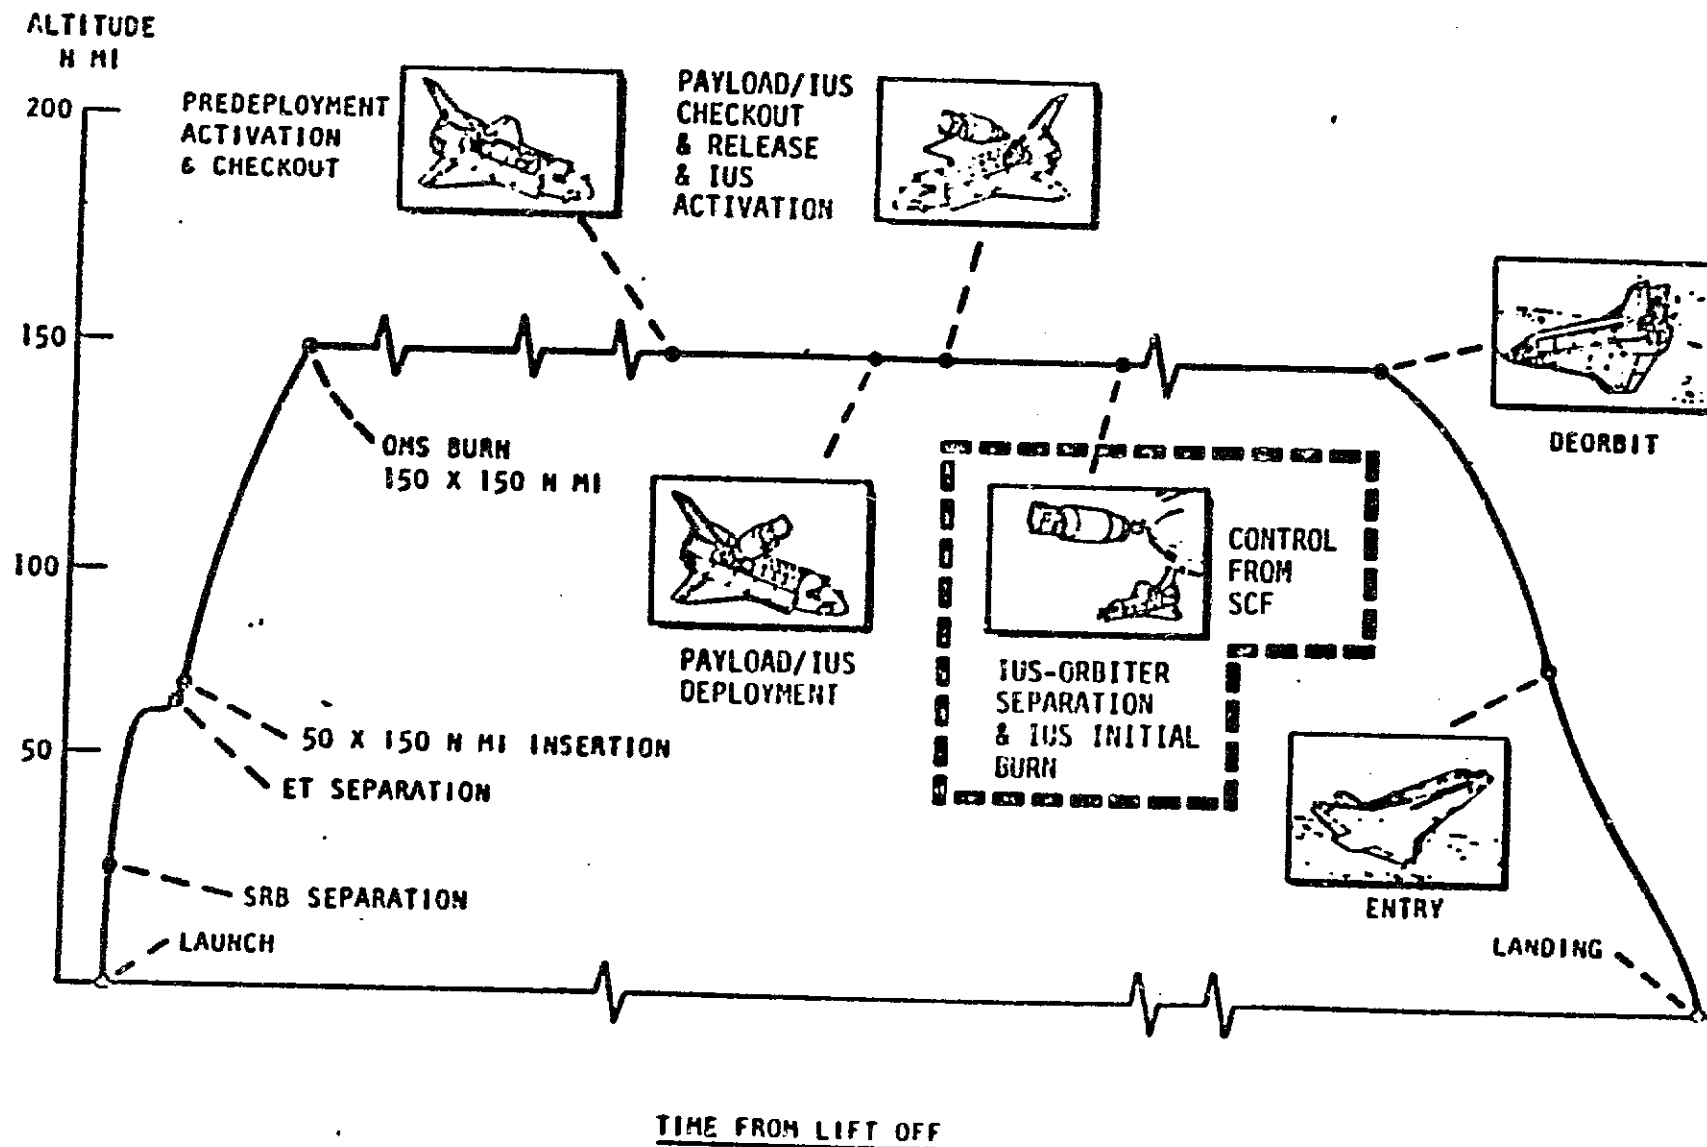 ALTITUDE
N MI
200
150
100
50
PREDEPLOYMENT
ACTIVATION
& CHECKOUT
PAYLOAD/IUS
CHECKOUT
& RELEASE
& IUS
ACTIVATION
OMS BURN
150 X 150 N MI
DEORBIT
CONTROL
FROM
SCF
PAYLOAD/IUS
DEPLOYMENT
IUS-ORBITER
SEPARATION
& IUS INITIAL
BURN
50 X 150 N MI INSERTION
ET SEPARATION
SRB SEPARATION
LAUNCH
ENTRY
LANDING
TIME FROM LIFT OFF